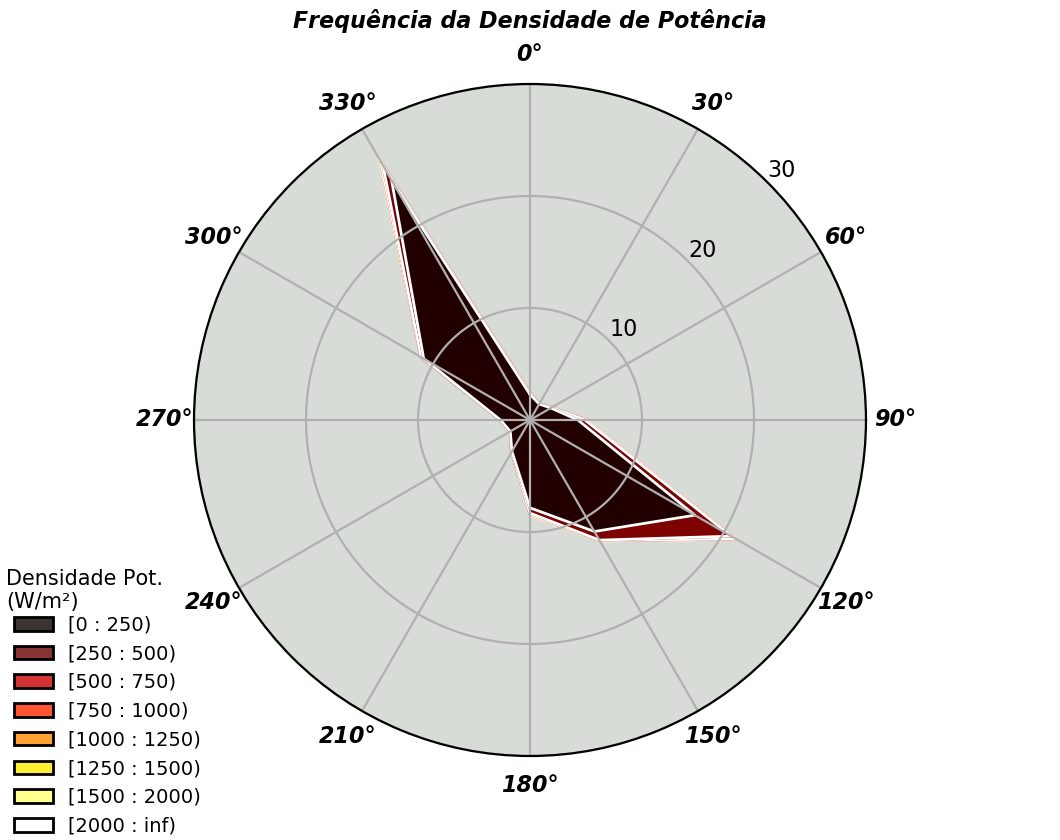 Frequência da Densidade de Potência
0°
330°
30°
30
300°
60°
20
10
270°
90°
240°
120°
210°
150°
180°
Densidade Pot.
(W/m²)
[0 : 250)
[250 : 500)
[500 : 750)
[750 : 1000)
[1000 : 1250)
[1250 : 1500)
[1500 : 2000)
[2000 : inf)